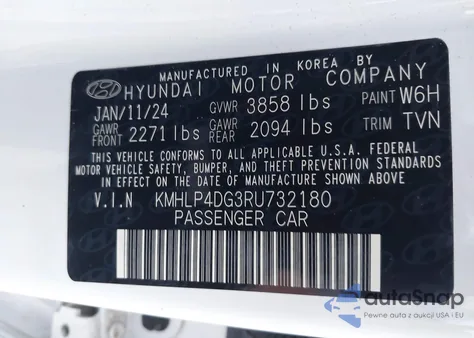 MANUFACTURED IN KOREA BY
HYUNDAI MOTOR COMPANY
JAN/11/24 GVWR 3858 lbs PAINT W6H
GAWR FRONT 2271 lbs GAWR REAR 2094 lbs TRIM TVN
THIS VEHICLE CONFORMS TO ALL APPLICABLE U.S.A. FEDERAL
MOTOR VEHICLE SAFETY, BUMPER, AND THEFT PREVENTION STANDARDS
IN EFFECT ON THE DATE OF MANUFACTURE SHOWN ABOVE.
V.I.N KMHLP4DG3RU732180
PASSENGER CAR
autoSnap
Pewne auta z aukcji USA i EU